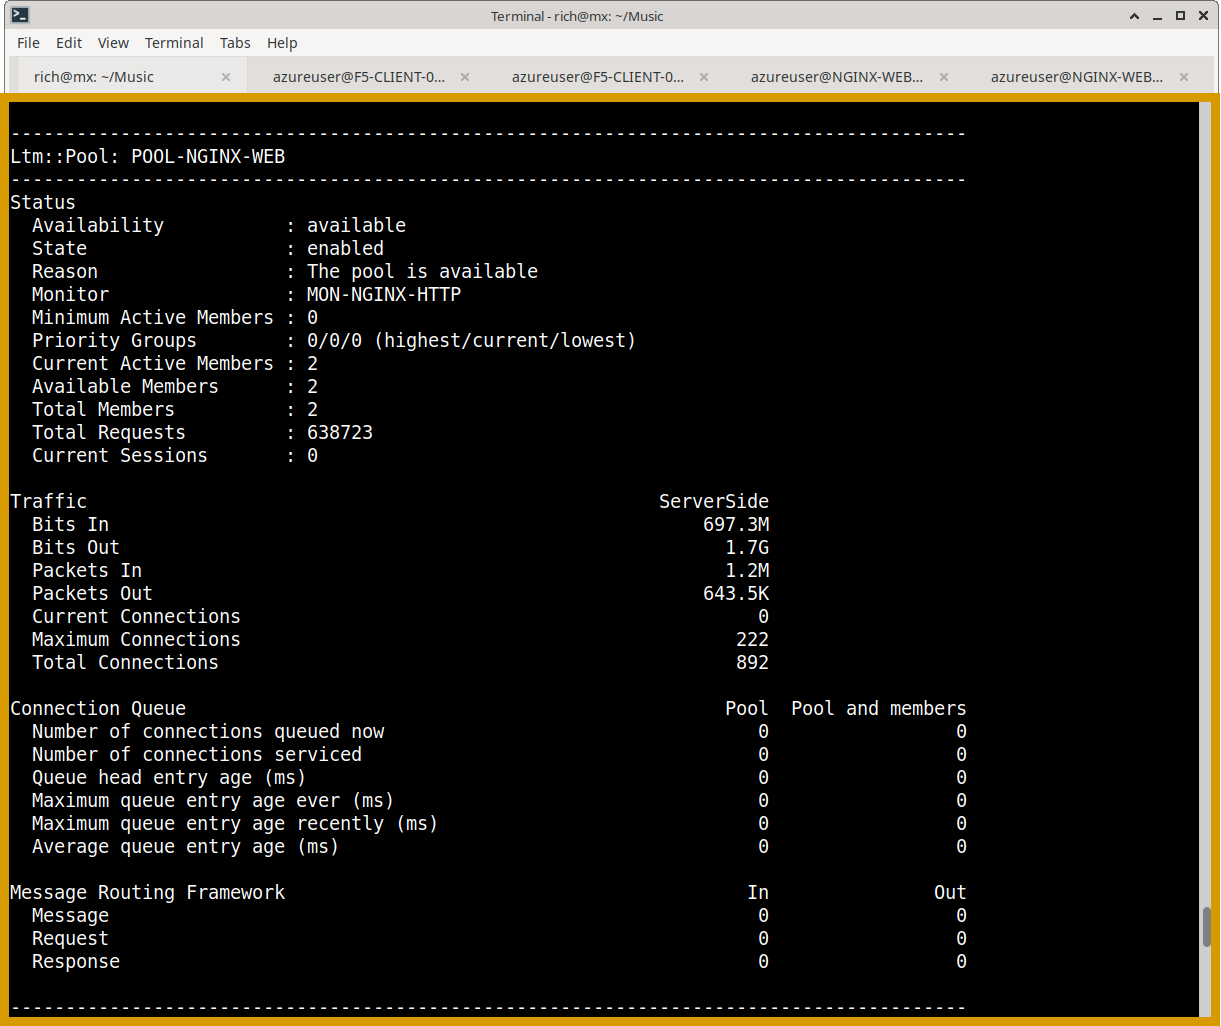 Terminal - rich@mx: ~/Music
File Edit View Terminal Tabs Help
rich@mx: ~/Music azureuser@F5-CLIENT-0... azureuser@F5-CLIENT-0... azureuser@NGINX-WEB... azureuser@NGINX-WEB...
---------------------------------------------------------------------------------------
Ltm::Pool: POOL-NGINX-WEB
---------------------------------------------------------------------------------------
Status
  Availability           : available
  State                  : enabled
  Reason                 : The pool is available
  Monitor                : MON-NGINX-HTTP
  Minimum Active Members : 0
  Priority Groups        : 0/0/0 (highest/current/lowest)
  Current Active Members : 2
  Available Members      : 2
  Total Members          : 2
  Total Requests         : 638723
  Current Sessions       : 0
Traffic                                                    ServerSide
  Bits In                                                      697.3M
  Bits Out                                                       1.7G
  Packets In                                                     1.2M
  Packets Out                                                  643.5K
  Current Connections                                               0
  Maximum Connections                                             222
  Total Connections                                               892
Connection Queue                                                 Pool  Pool and members
  Number of connections queued now                                  0                 0
  Number of connections serviced                                    0                 0
  Queue head entry age (ms)                                         0                 0
  Maximum queue entry age ever (ms)                                 0                 0
  Maximum queue entry age recently (ms)                             0                 0
  Average queue entry age (ms)                                      0                 0
Message Routing Framework                                          In               Out
  Message                                                           0                 0
  Request                                                           0                 0
  Response                                                          0                 0
---------------------------------------------------------------------------------------